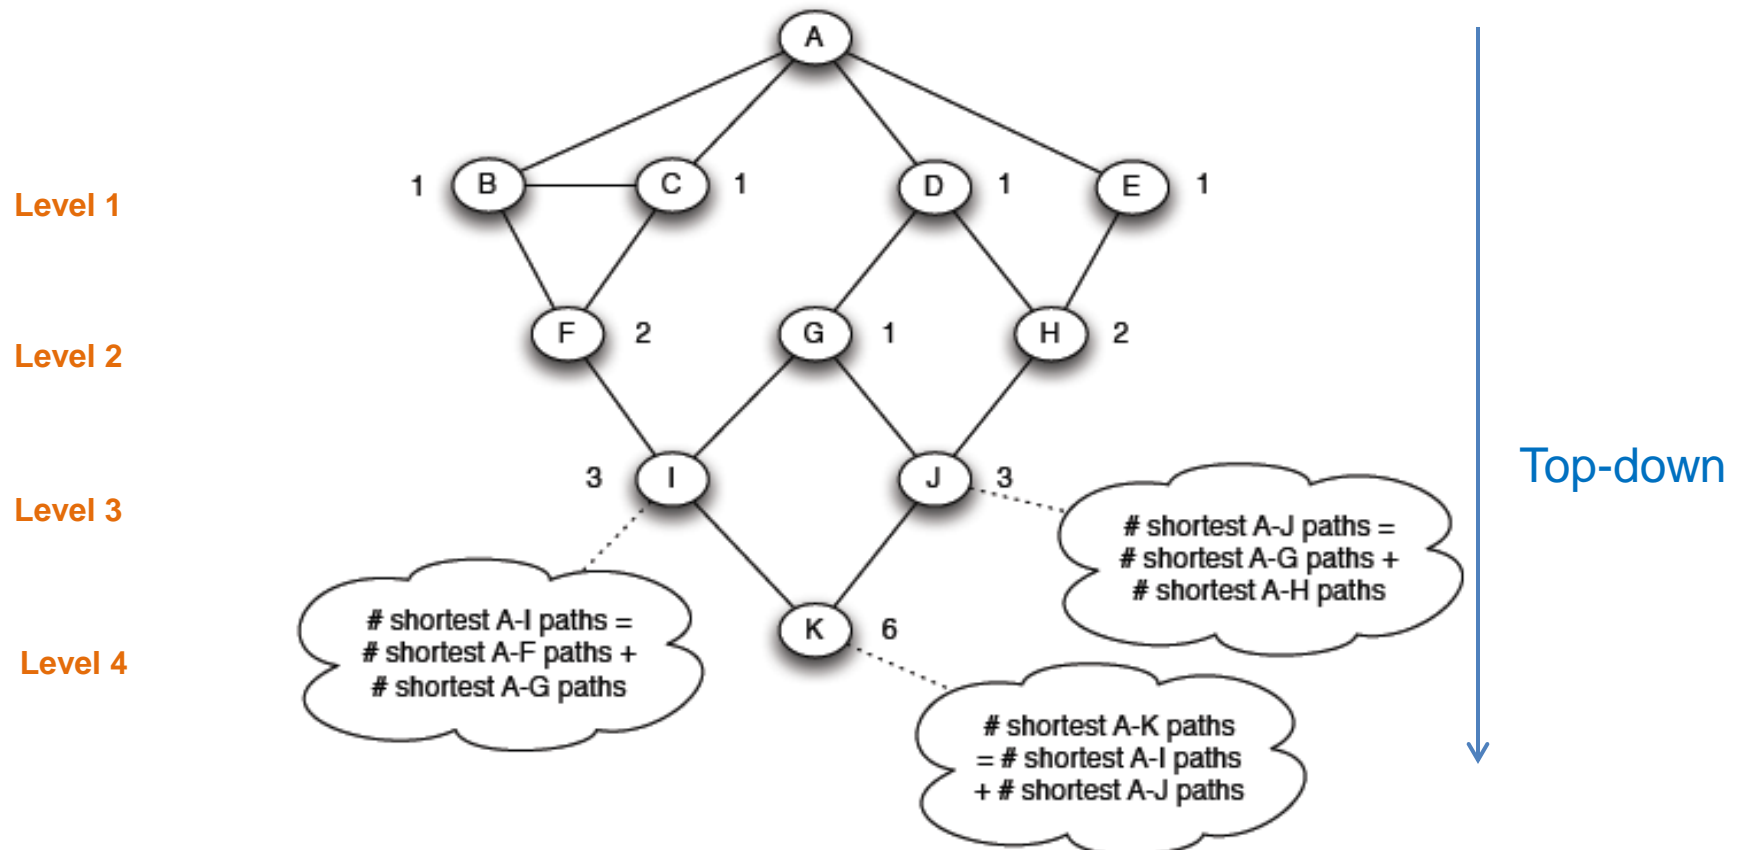 A
Level 1
1 B C 1 D 1 E 1
Level 2
F 2 G 1 H 2
Level 3
3 I J 3
Top-down
# shortest A-J paths =
# shortest A-G paths +
# shortest A-H paths
# shortest A-I paths =
# shortest A-F paths +
# shortest A-G paths
Level 4
K 6
# shortest A-K paths
= # shortest A-I paths
+ # shortest A-J paths